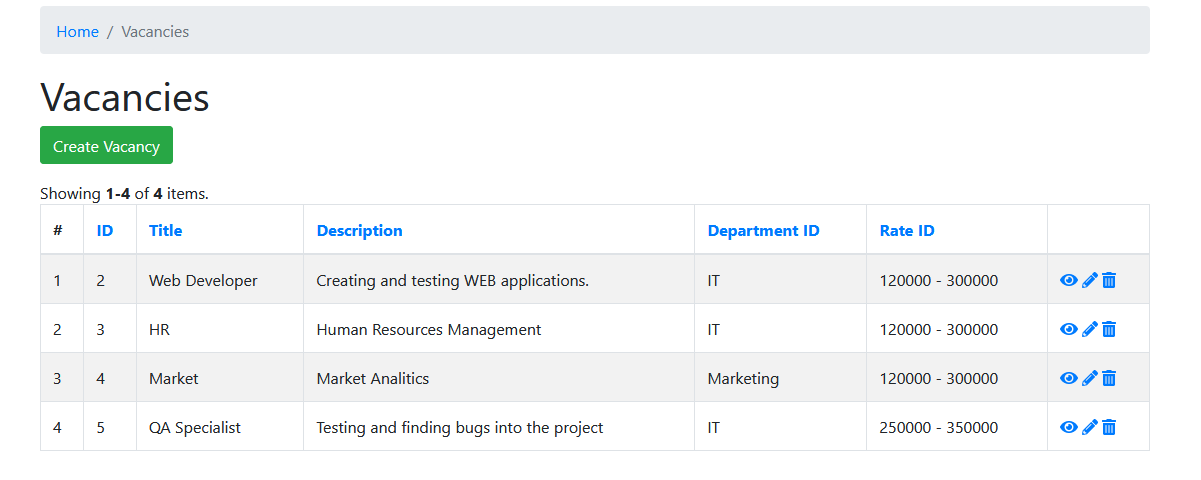 Home / Vacancies
Vacancies
Create Vacancy
Showing 1-4 of 4 items.
# ID Title Description Department ID Rate ID
1 2 Web Developer Creating and testing WEB applications. IT 120000 - 300000
2 3 HR Human Resources Management IT 120000 - 300000
3 4 Market Market Analitics Marketing 120000 - 300000
4 5 QA Specialist Testing and finding bugs into the project IT 250000 - 350000